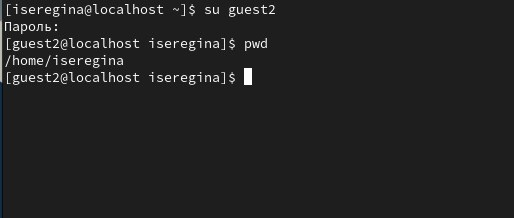 [iseregina@localhost ~]$ su guest2
Пароль:
[guest2@localhost iseregina]$ pwd
/home/iseregina
[guest2@localhost iseregina]$